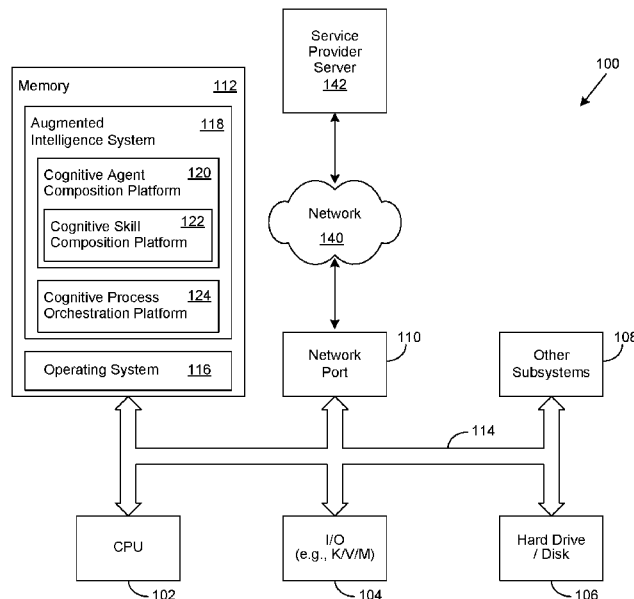 Service
Provider
Server
142
100
Memory 112
Augmented 118
Intelligence System
Cognitive Agent 120
Composition Platform
Cognitive Skill 122
Composition Platform
Cognitive Process 124
Orchestration Platform
Operating System 116
Network
140
Network
Port
110
Other
Subsystems
108
114
CPU
102
I/O
(e.g., K/V/M)
104
Hard Drive
/ Disk
106